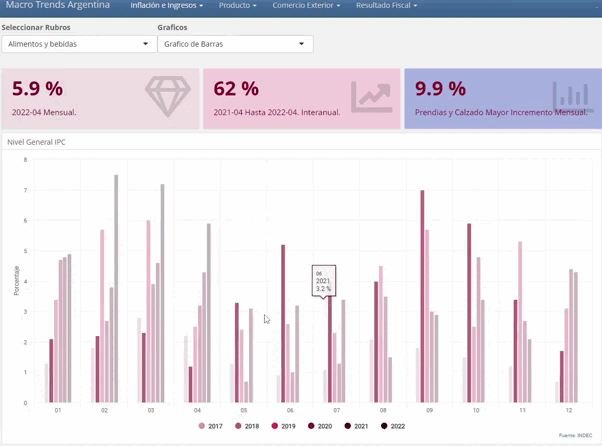 Macro Trends Argentina Inflación e Ingresos Producto Comercio Exterior Resultado Fiscal
Seleccionar Rubros Graficos
Alimentos y bebidas Grafico de Barras
5.9 % 62 % 9.9 %
2022-04 Mensual. 2021-04 Hasta 2022-04. Interanual. Prendias y Calzado Mayor Incremento Mensual.
Nivel General IPC
8
7
6
5
4
3
2
1
0
Porcentaje
06
2021
3.2 %
01 02 03 04 05 06 07 08 09 10 11 12
2017 2018 2019 2020 2021 2022
Fuente: INDEC